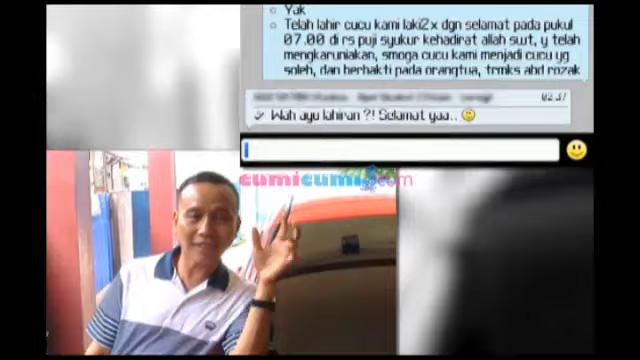 Yak
Telah lahir cucu kami laki2x dgn selamat pada pukul
07.00 di rs puji syukur kehadirat allah swt, y telah
mengkaruniakan, smoga cucu kami menjadi cucu yg
soleh, dan berhakti pada orangtua, trmks abd rozak
02.37
Wah ayu lahiran ?! Selamat yaa..
cumicumi.com